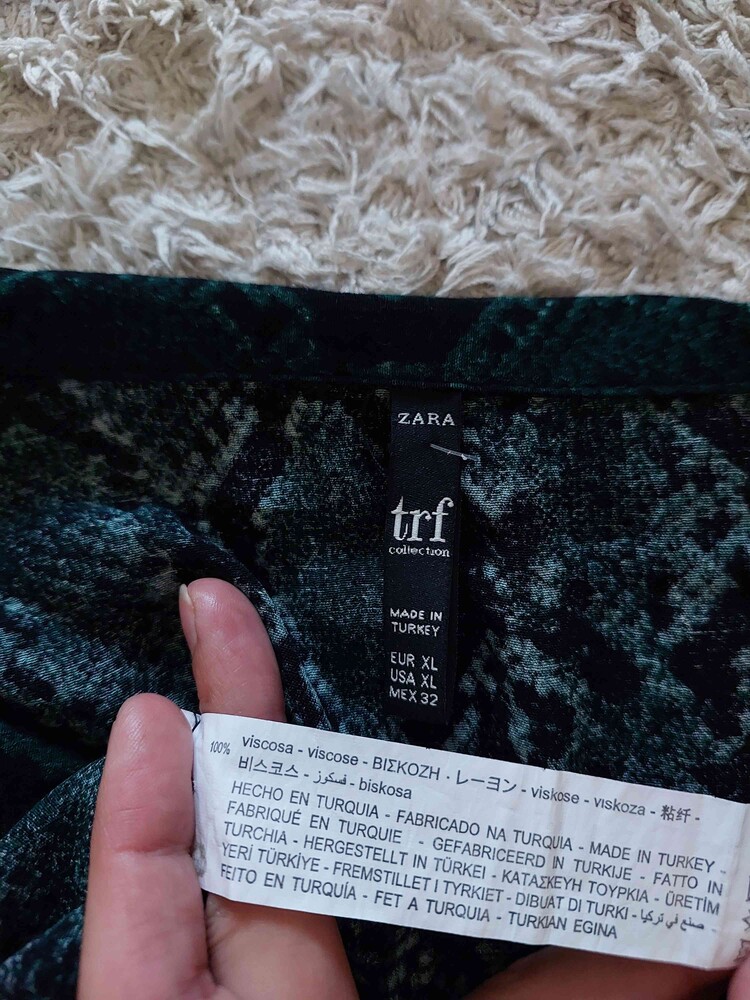 ZARA
trf
collection
MADE IN
TURKEY
EUR XL
USA XL
MEX 32
100% viscosa - viscose - ΒΙΣΚΟΖΗ - レーヨン - viskose - viskoza - 粘纤 -
비스코스 - فسكوز - biskosa
HECHO EN TURQUIA - FABRICADO NA TURQUIA - MADE IN TURKEY -
FABRIQUÉ EN TURQUIE - GEFABRICEERD IN TURKIJE - FATTO IN
TURCHIA - HERGESTELLT IN TÜRKEI - ΚΑΤΑΣΚΕΥΗ ΤΟΥΡΚΙΑ - ÜRETİM
YERİ TÜRKİYE - FREMSTILLET I TYRKIET - DIBUAT DI TURKI - صنع في تركيا -
FEITO EN TURQUÍA - FET A TURQUIA - TURKIAN EGINA